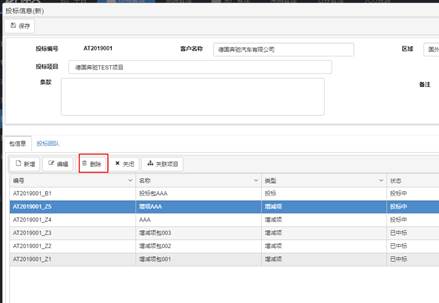 投标信息(新)
保存
投标编号 AT2019001 客户名称 德国奔驰汽车有限公司 区域 国外
投标项目 德国奔驰TEST项目
条款 备注
包信息 投标团队
新增 编辑 删除 关闭 关联项目
编号 名称 类型 状态
AT2019001_B1 投标包AAA 投标 投标中
AT2019001_Z5 增项AAA 增减项 投标中
AT2019001_Z4 AAA 增减项 投标中
AT2019001_Z3 增减项包003 增减项 已中标
AT2019001_Z2 增减项包002 增减项 已中标
AT2019001_Z1 增减项包001 增减项 已中标